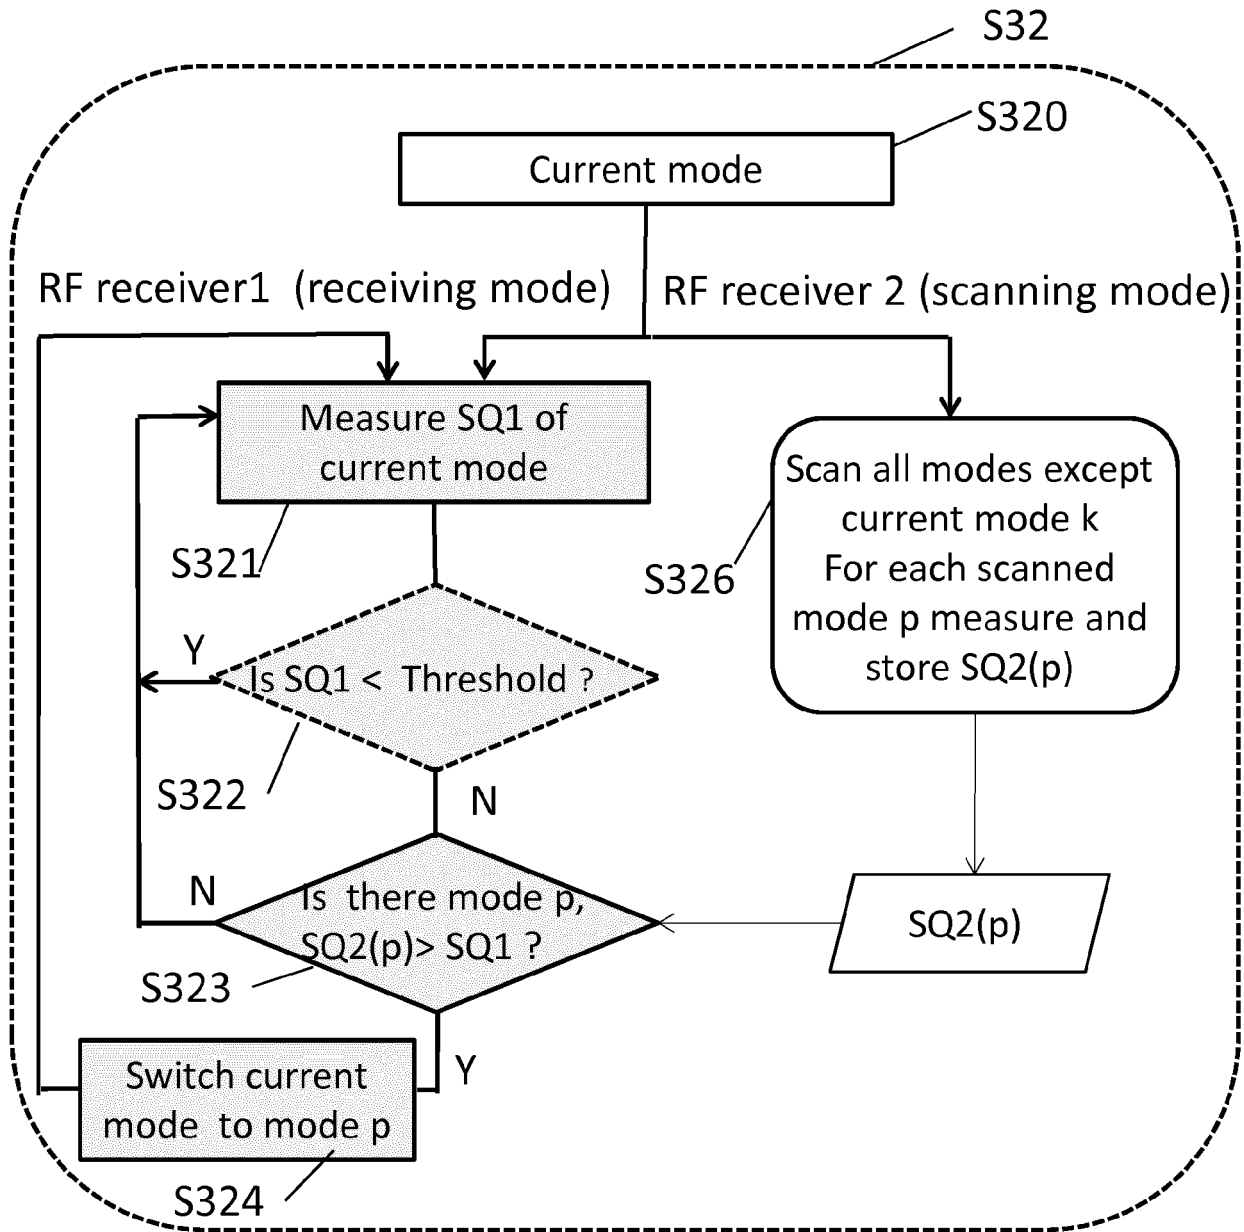 S32
S320
Current mode
RF receiver1 (receiving mode)
RF receiver 2 (scanning mode)
Measure SQ1 of
current mode
S321
Scan all modes except
current mode k
For each scanned
mode p measure and
store SQ2(p)
S326
Y
Is SQ1 < Threshold ?
S322
N
N
Is there mode p,
SQ2(p)> SQ1 ?
SQ2(p)
S323
Y
Switch current
mode to mode p
S324